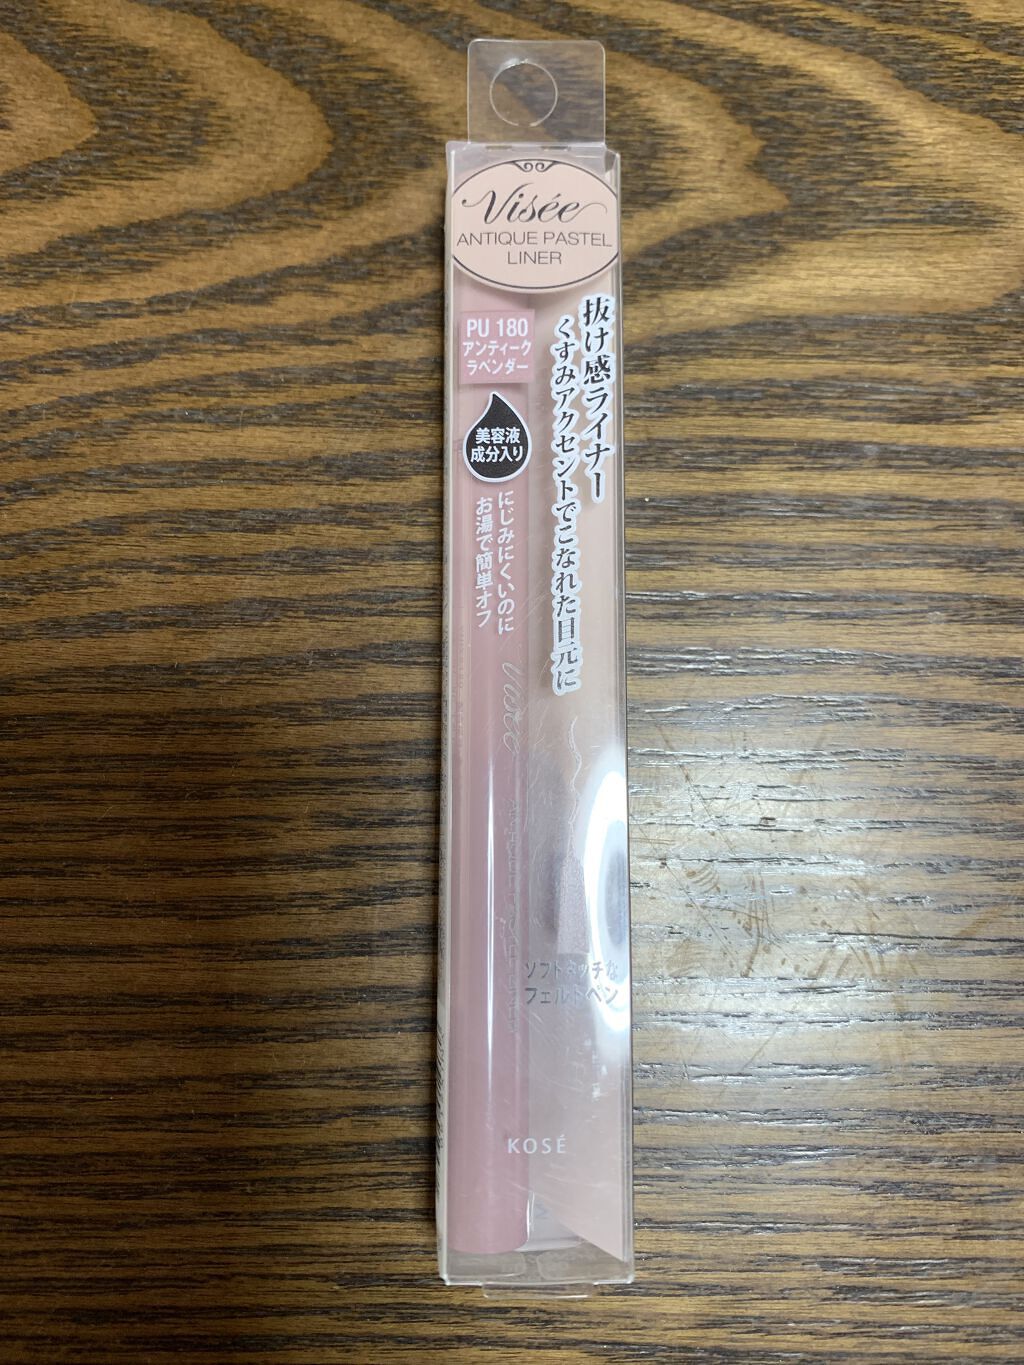 Visée
ANTIQUE PASTEL
LINER
抜け感ライナー
くすみアクセントでこなれた目元に
PU 180
アンティーク
ラベンダー
美容液
成分入り
にじみにくいのに
お湯で簡単オフ
Visée
ソフトタッチな
フェルトペン
KOSÉ